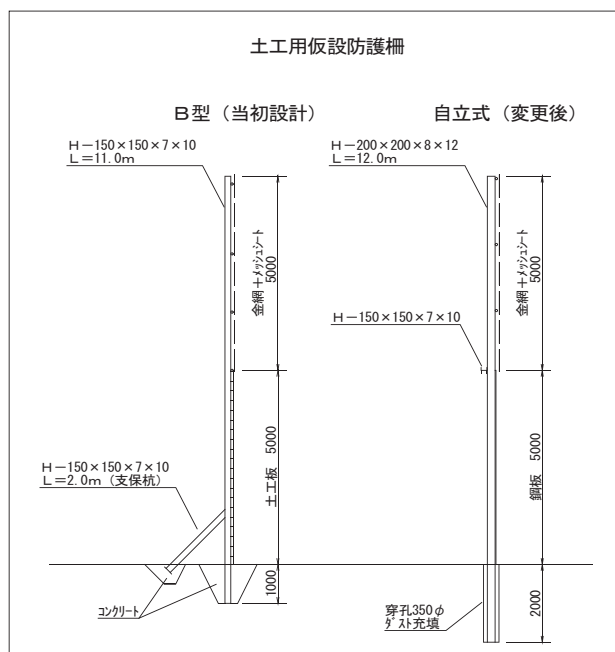 土工用仮設防護柵
B型（当初設計）
H－150×150×7×10
L＝11.0m
金網＋メッシュシート
5000
土工板 5000
H－150×150×7×10
L＝2.0m（支保杭）
1000
コンクリート
自立式（変更後）
H－200×200×8×12
L＝12.0m
金網＋メッシュシート
5000
H－150×150×7×10
鋼板 5000
穿孔350φ
ダスト充填
2000